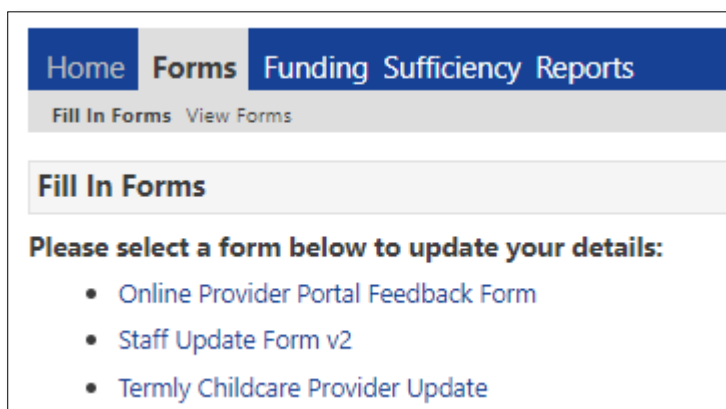 Home Forms Funding Sufficiency Reports
Fill In Forms View Forms
Fill In Forms
Please select a form below to update your details:
• Online Provider Portal Feedback Form
• Staff Update Form v2
• Termly Childcare Provider Update